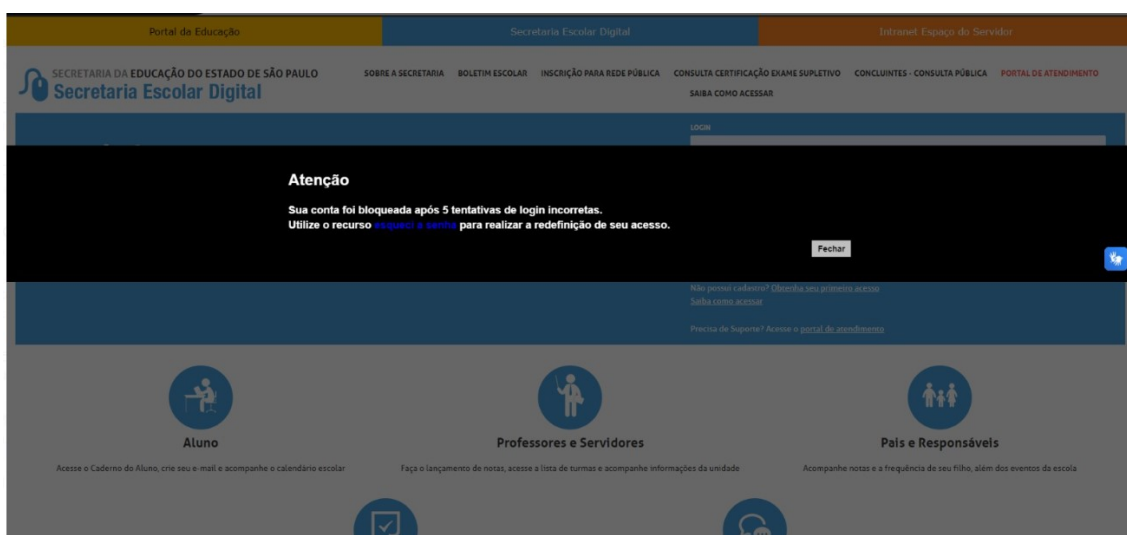 Portal da Educação
Secretaria Escolar Digital
Intranet Espaço do Servidor
SECRETARIA DA EDUCAÇÃO DO ESTADO DE SÃO PAULO
Secretaria Escolar Digital
SOBRE A SECRETARIA BOLETIM ESCOLAR INSCRIÇÃO PARA REDE PÚBLICA CONSULTA CERTIFICAÇÃO EXAME SUPLETIVO CONCLUINTES - CONSULTA PÚBLICA PORTAL DE ATENDIMENTO
SAIBA COMO ACESSAR
LOGIN
Atenção
Sua conta foi bloqueada após 5 tentativas de login incorretas.
Utilize o recurso esqueci a senha para realizar a redefinição de seu acesso.
Fechar
Não possui cadastro? Obtenha seu primeiro acesso
Saiba como acessar
Precisa de Suporte? Acesse o portal de atendimento
Aluno
Acesse o Caderno do Aluno, crie seu e-mail e acompanhe o calendário escolar
Professores e Servidores
Faça o lançamento de notas, acesse a lista de turmas e acompanhe informações da unidade
Pais e Responsáveis
Acompanhe notas e a frequência de seu filho, além dos eventos da escola